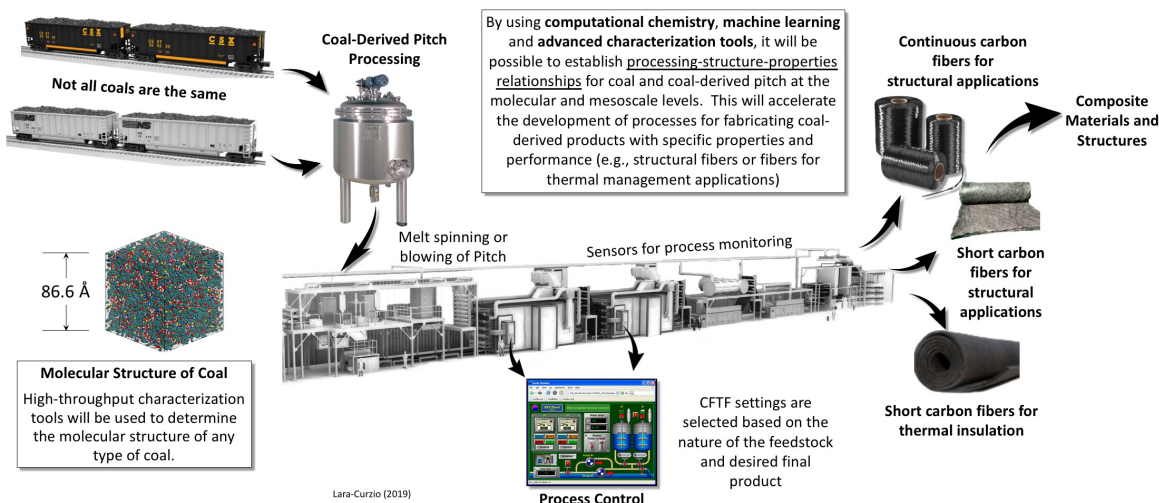 CSX
CSX
Not all coals are the same
NS
Coal-Derived Pitch
Processing
By using computational chemistry, machine learning
and advanced characterization tools, it will be
possible to establish processing-structure-properties
relationships for coal and coal-derived pitch at the
molecular and mesoscale levels. This will accelerate
the development of processes for fabricating coal-
derived products with specific properties and
performance (e.g., structural fibers or fibers for
thermal management applications)
Continuous carbon
fibers for
structural applications
Composite
Materials and
Structures
Melt spinning or
blowing of Pitch
Sensors for process monitoring
Short carbon
fibers for
structural
applications
86.6 Å
Molecular Structure of Coal
High-throughput characterization
tools will be used to determine
the molecular structure of any
type of coal.
Short carbon fibers for
thermal insulation
CFTF settings are
selected based on the
nature of the feedstock
and desired final
product
Lara-Curzio (2019)
Process Control